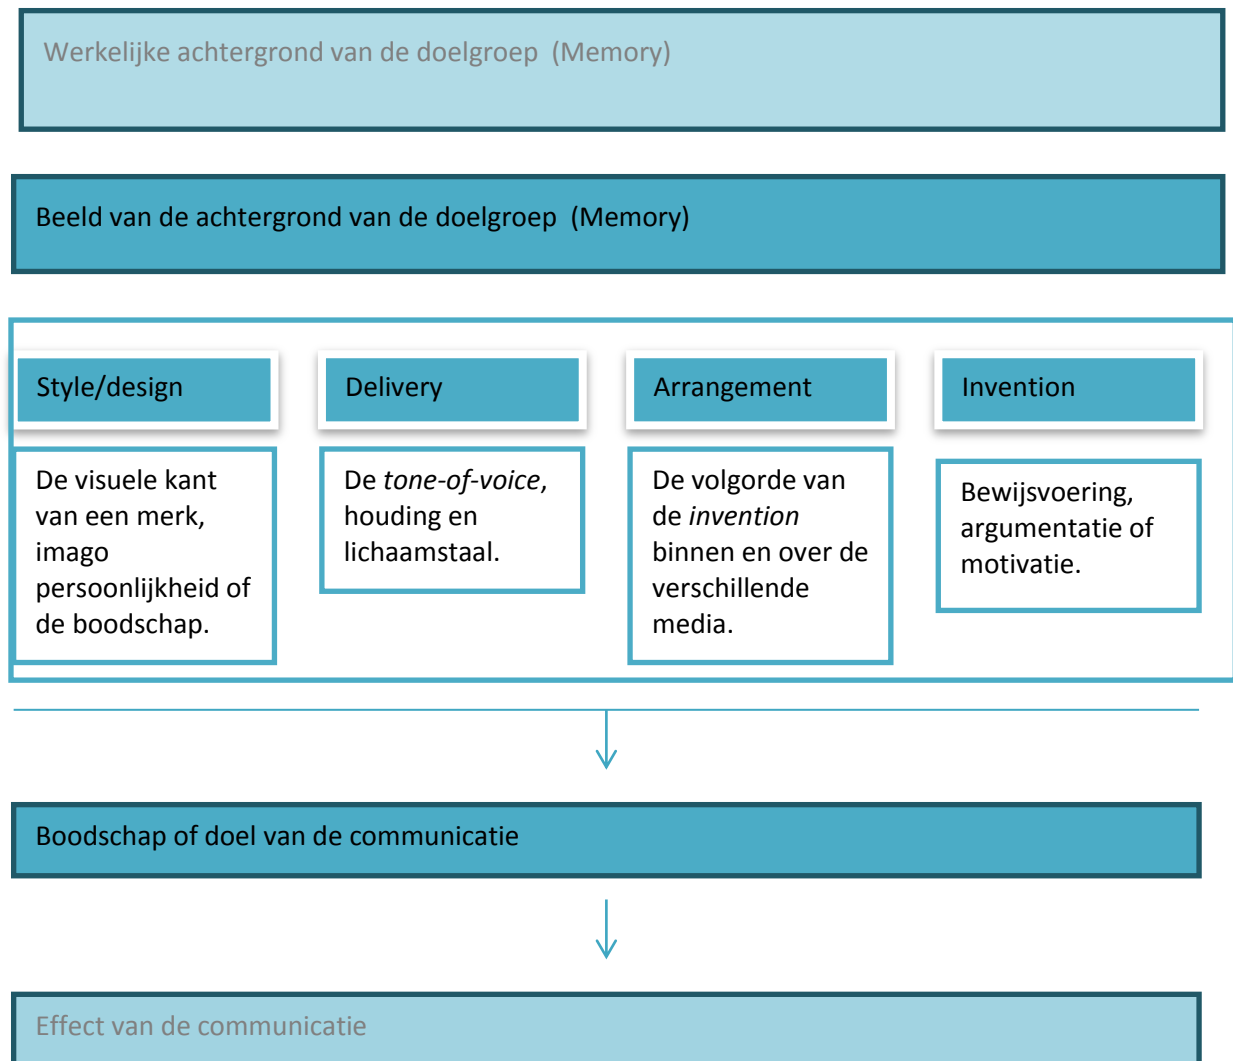 Werkelijke achtergrond van de doelgroep (Memory)
Beeld van de achtergrond van de doelgroep (Memory)
Style/design
De visuele kant
van een merk,
imago
persoonlijkheid of
de boodschap.
Delivery
De tone-of-voice,
houding en
lichaamstaal.
Arrangement
De volgorde van
de invention
binnen en over de
verschillende
media.
Invention
Bewijsvoering,
argumentatie of
motivatie.
Boodschap of doel van de communicatie
Effect van de communicatie